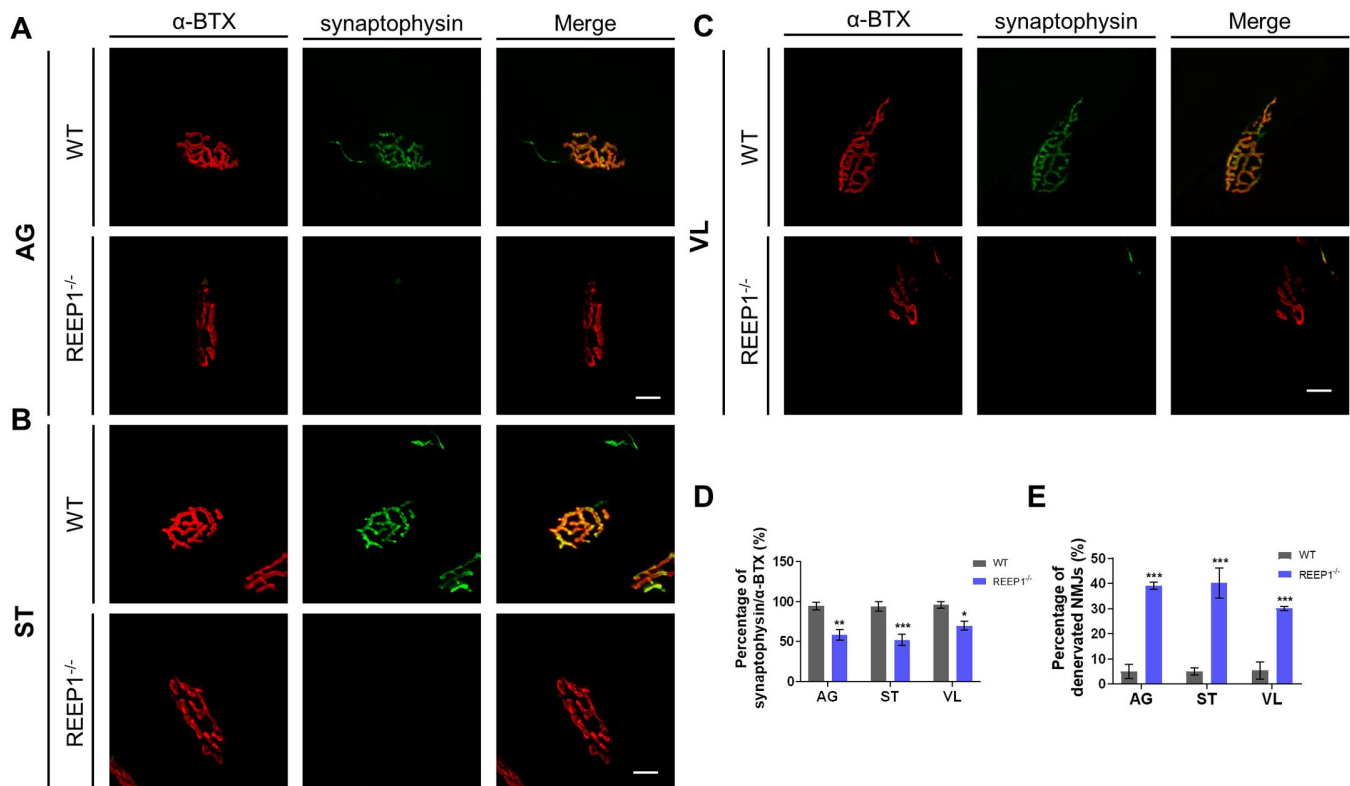 A
α-BTX
synaptophysin
Merge
AG
WT
REEP1-/-
B
ST
WT
REEP1-/-
C
α-BTX
synaptophysin
Merge
VL
WT
REEP1-/-
D
Percentage of
synaptophysin/α-BTX (%)
150
100
50
0
**
***
*
AG
ST
VL
WT
REEP1-/-
E
Percentage of
denervated NMJs (%)
50
40
30
20
10
0
***
***
***
AG
ST
VL
WT
REEP1-/-